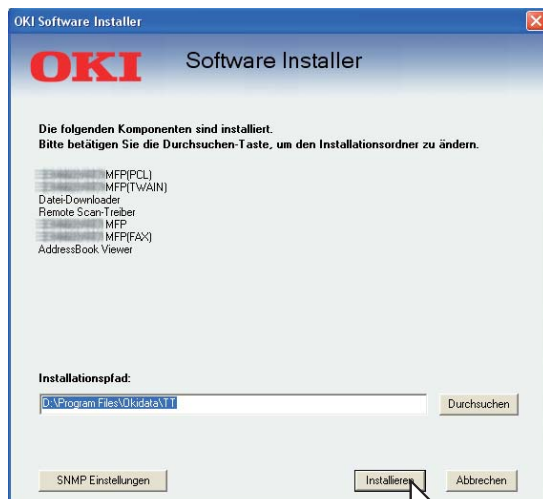 OKI Software Installer
OKI
Software Installer
Die folgenden Komponenten sind installiert.
Bitte betätigen Sie die Durchsuchen-Taste, um den Installationsordner zu ändern.
MFP(PCL)
MFP(TWAIN)
Datei-Downloader
Remote Scan-Treiber
MFP
MFP(FAX)
AddressBook Viewer
Installationspfad:
D:\Program Files\Okidata\TT
Durchsuchen
SNMP Einstellungen
Installieren
Abbrechen